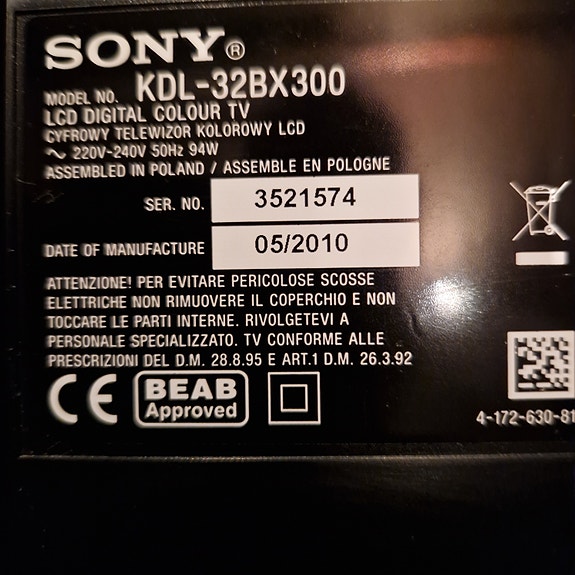 SONY®
MODEL NO. KDL-32BX300
LCD DIGITAL COLOUR TV
CYFROWY TELEWIZOR KOLOROWY LCD
~ 220V-240V 50Hz 94W
ASSEMBLED IN POLAND / ASSEMBLE EN POLOGNE
SER. NO. 3521574
DATE OF MANUFACTURE 05/2010
ATTENZIONE! PER EVITARE PERICOLOSE SCOSSE
ELETTRICHE NON RIMUOVERE IL COPERCHIO E NON
TOCCARE LE PARTI INTERNE. RIVOLGETEVI A
PERSONALE SPECIALIZZATO. TV CONFORME ALLE
PRESCRIZIONI DEL D.M. 28.8.95 E ART.1 D.M. 26.3.92
CE
BEAB
Approved
4-172-630-81